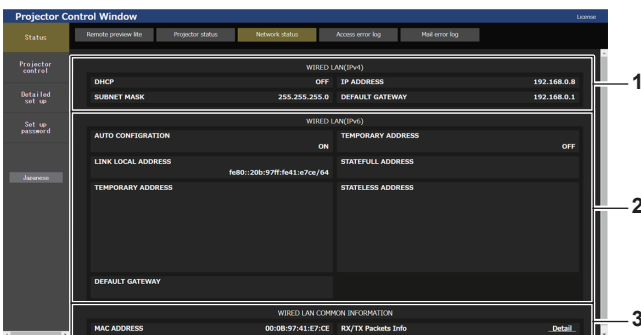 Projector Control Window
License
Status
Remote preview lite
Projector status
Network status
Access error log
Mail error log
Projector
control
Detailed
set up
Set up
password
Japanese
WIRED LAN(IPv4)
DHCP OFF IP ADDRESS 192.168.0.8
SUBNET MASK 255.255.255.0 DEFAULT GATEWAY 192.168.0.1
1
WIRED LAN(IPv6)
AUTO CONFIGRATION ON TEMPORARY ADDRESS OFF
LINK LOCAL ADDRESS fe80::20b:97ff:fe41:e7ce/64 STATEFULL ADDRESS
TEMPORARY ADDRESS STATELESS ADDRESS
2
DEFAULT GATEWAY
WIRED LAN COMMON INFORMATION
MAC ADDRESS 00:0B:97:41:E7:CE RX/TX Packets Info Detail
3